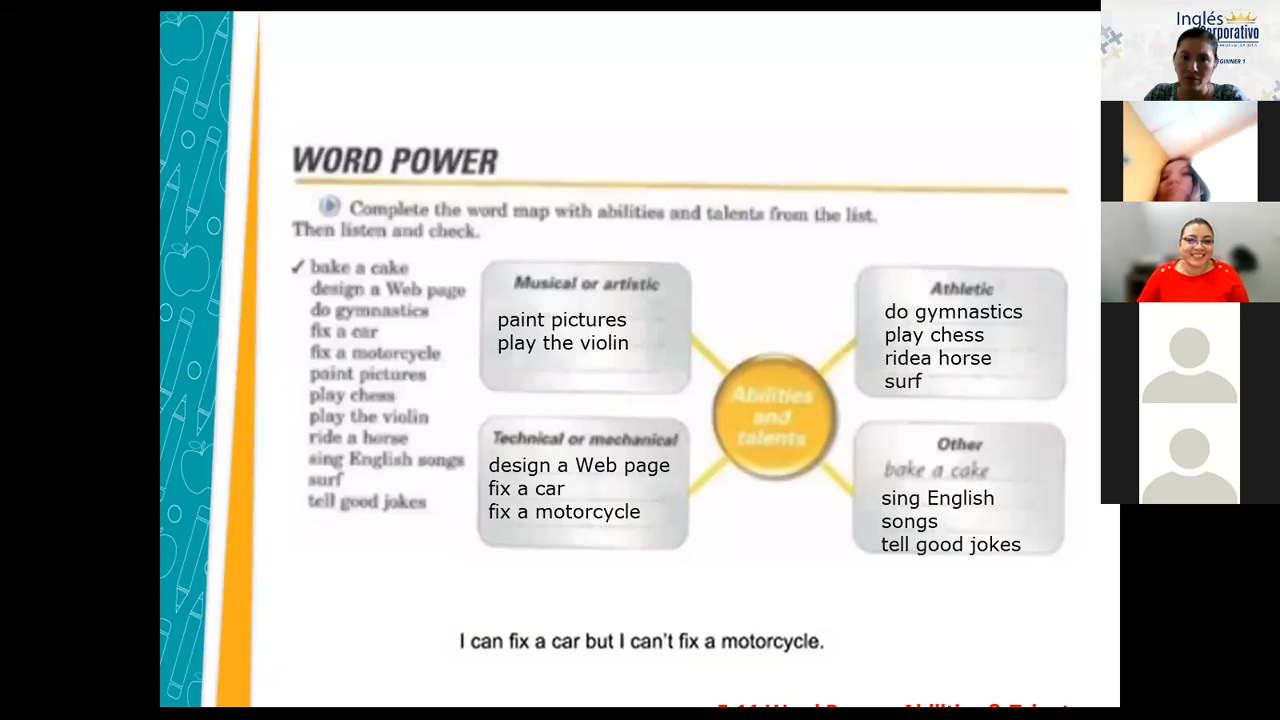 WORD POWER
Complete the word map with abilities and talents from the list.
Then listen and check.
✓ bake a cake
design a Web page
do gymnastics
fix a car
fix a motorcycle
paint pictures
play chess
play the violin
ride a horse
sing English songs
surf
tell good jokes
Musical or artistic
paint pictures
play the violin
Athletic
do gymnastics
play chess
ridea horse
surf
Abilities
and
talents
Technical or mechanical
design a Web page
fix a car
fix a motorcycle
Other
bake a cake
sing English
songs
tell good jokes
I can fix a car but I can't fix a motorcycle.
Inglés
Corporativo